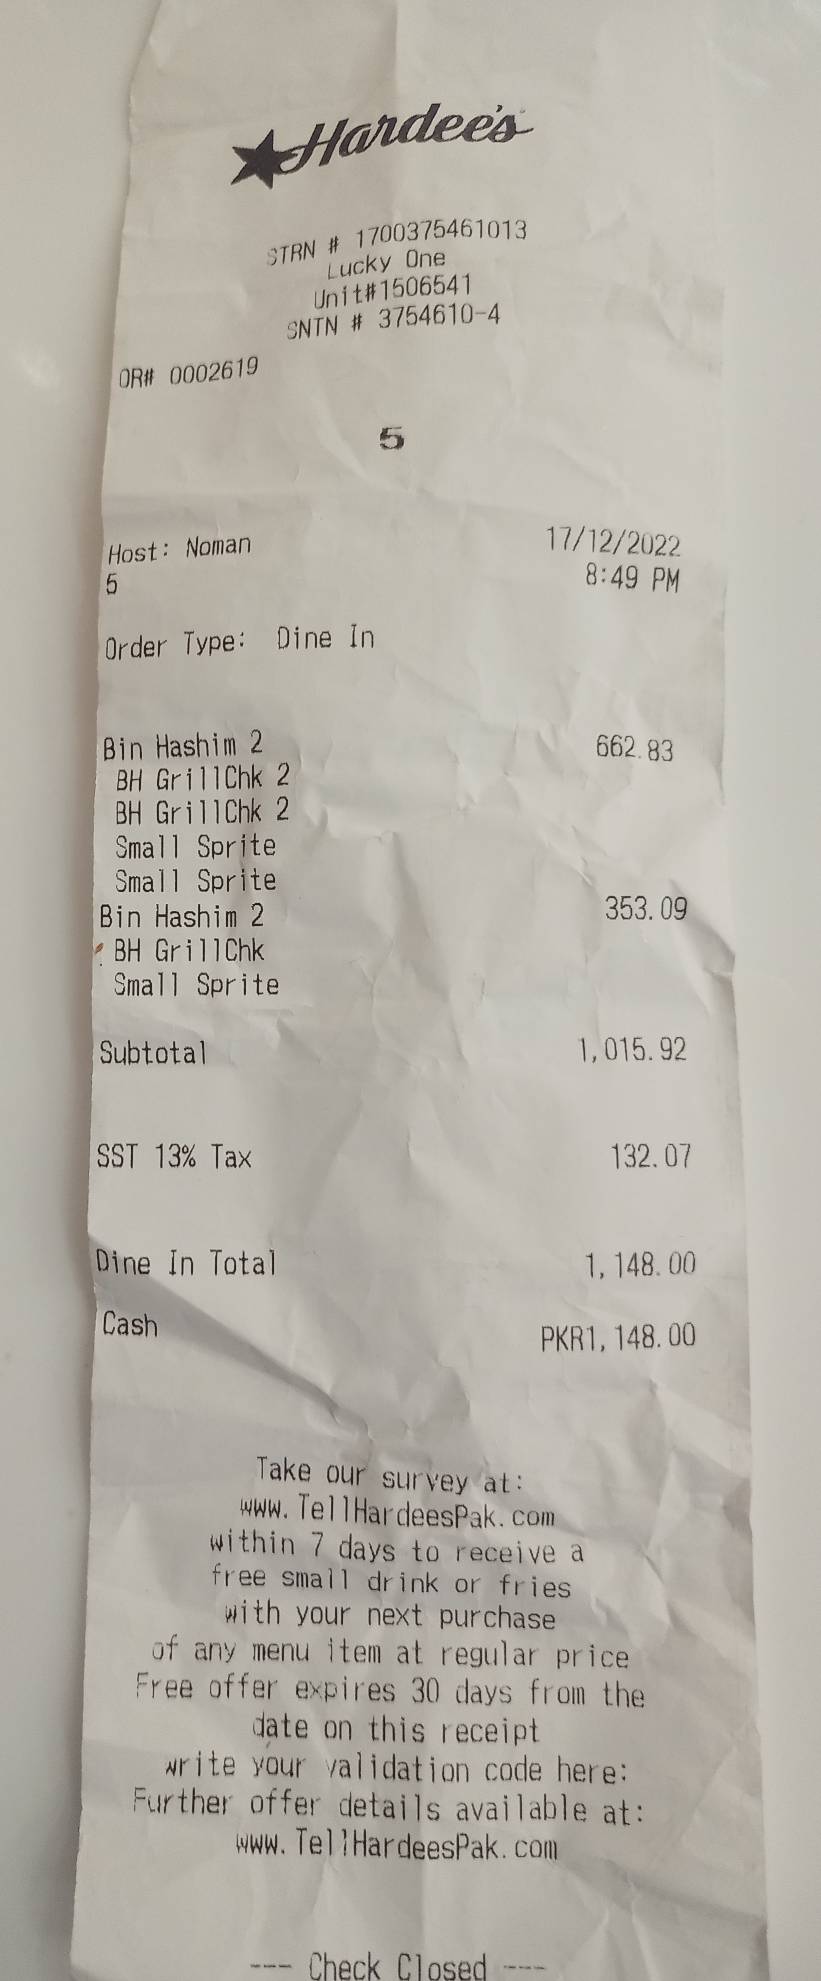 Hardee's
STRN # 1700375461013
Lucky One
Unit#1506541
SNTN # 3754610-4
OR# 0002619
5
Host: Noman 17/12/2022
5 8:49 PM
Order Type: Dine In
Bin Hashim 2 662.83
BH GrillChk 2
BH GrillChk 2
Small Sprite
Small Sprite
Bin Hashim 2 353.09
BH GrillChk
Small Sprite
Subtotal 1,015.92
SST 13% Tax 132.07
Dine In Total 1,148.00
Cash PKR1,148.00
Take our survey at:
www.TellHardeesPak.com
within 7 days to receive a
free small drink or fries
with your next purchase
of any menu item at regular price
Free offer expires 30 days from the
date on this receipt
write your validation code here:
Further offer details available at:
www.TellHardeesPak.com
--- Check Closed ---